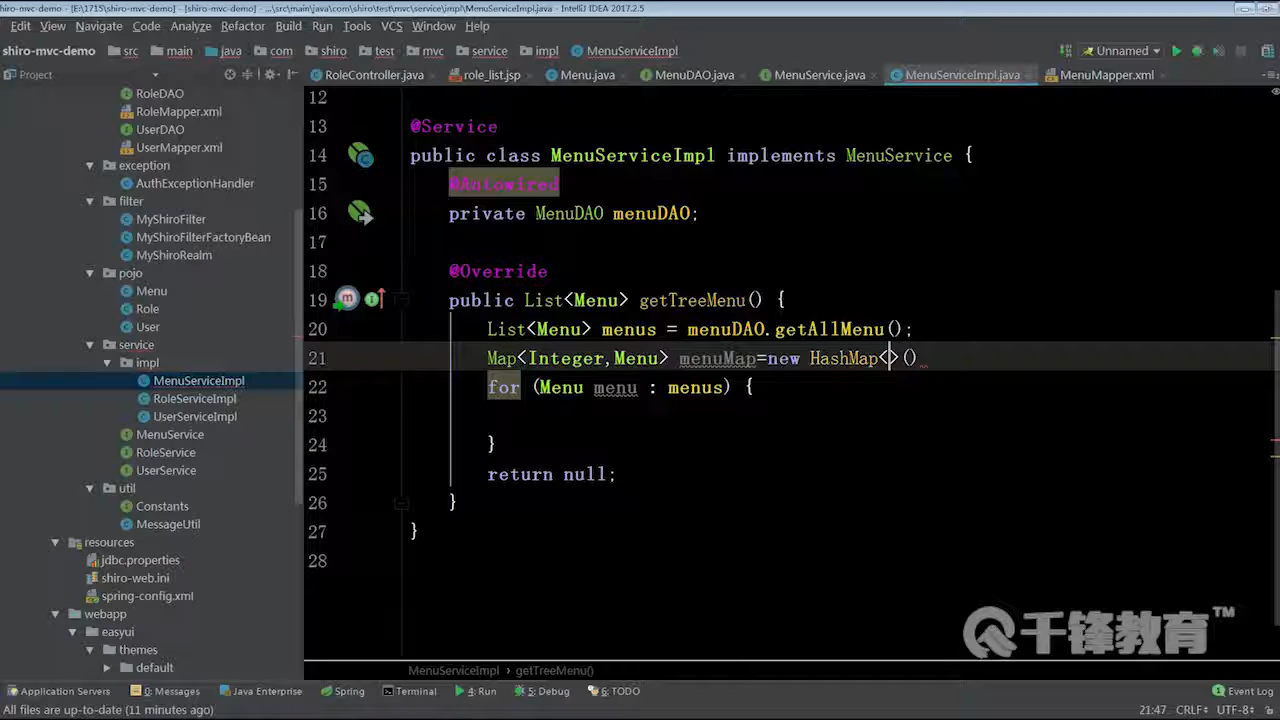 shiro-mvc-demo - [E:\1715\shiro-mvc-demo] - [shiro-mvc-demo] - ...\src\main\java\com\shiro\test\mvc\service\impl\MenuServiceImpl.java - IntelliJ IDEA 2017.2.5
Edit View Navigate Code Analyze Refactor Build Run Tools VCS Window Help
shiro-mvc-demo src main java com shiro test mvc service impl MenuServiceImpl Unnamed
Project RoleController.java role_list.jsp Menu.java MenuDAO.java MenuService.java MenuServiceImpl.java MenuMapper.xml
RoleDAO
RoleMapper.xml
UserDAO
UserMapper.xml
exception
AuthExceptionHandler
filter
MyShiroFilter
MyShiroFilterFactoryBean
MyShiroRealm
pojo
Menu
Role
User
service
impl
MenuServiceImpl
RoleServiceImpl
UserServiceImpl
MenuService
RoleService
UserService
util
Constants
MessageUtil
resources
jdbc.properties
shiro-web.ini
spring-config.xml
webapp
easyui
themes
default
12
13 @Service
14 public class MenuServiceImpl implements MenuService {
15 @Autowired
16 private MenuDAO menuDAO;
17
18 @Override
19 public List<Menu> getTreeMenu() {
20 List<Menu> menus = menuDAO.getAllMenu();
21 Map<Integer,Menu> menuMap=new HashMap<>()
22 for (Menu menu : menus) {
23
24 }
25 return null;
26 }
27 }
28
千锋教育™
MenuServiceImpl › getTreeMenu()
Application Servers 0: Messages Java Enterprise Spring Terminal 4: Run 5: Debug 6: TODO Event Log
All files are up-to-date (11 minutes ago) 21:47 CRLF UTF-8